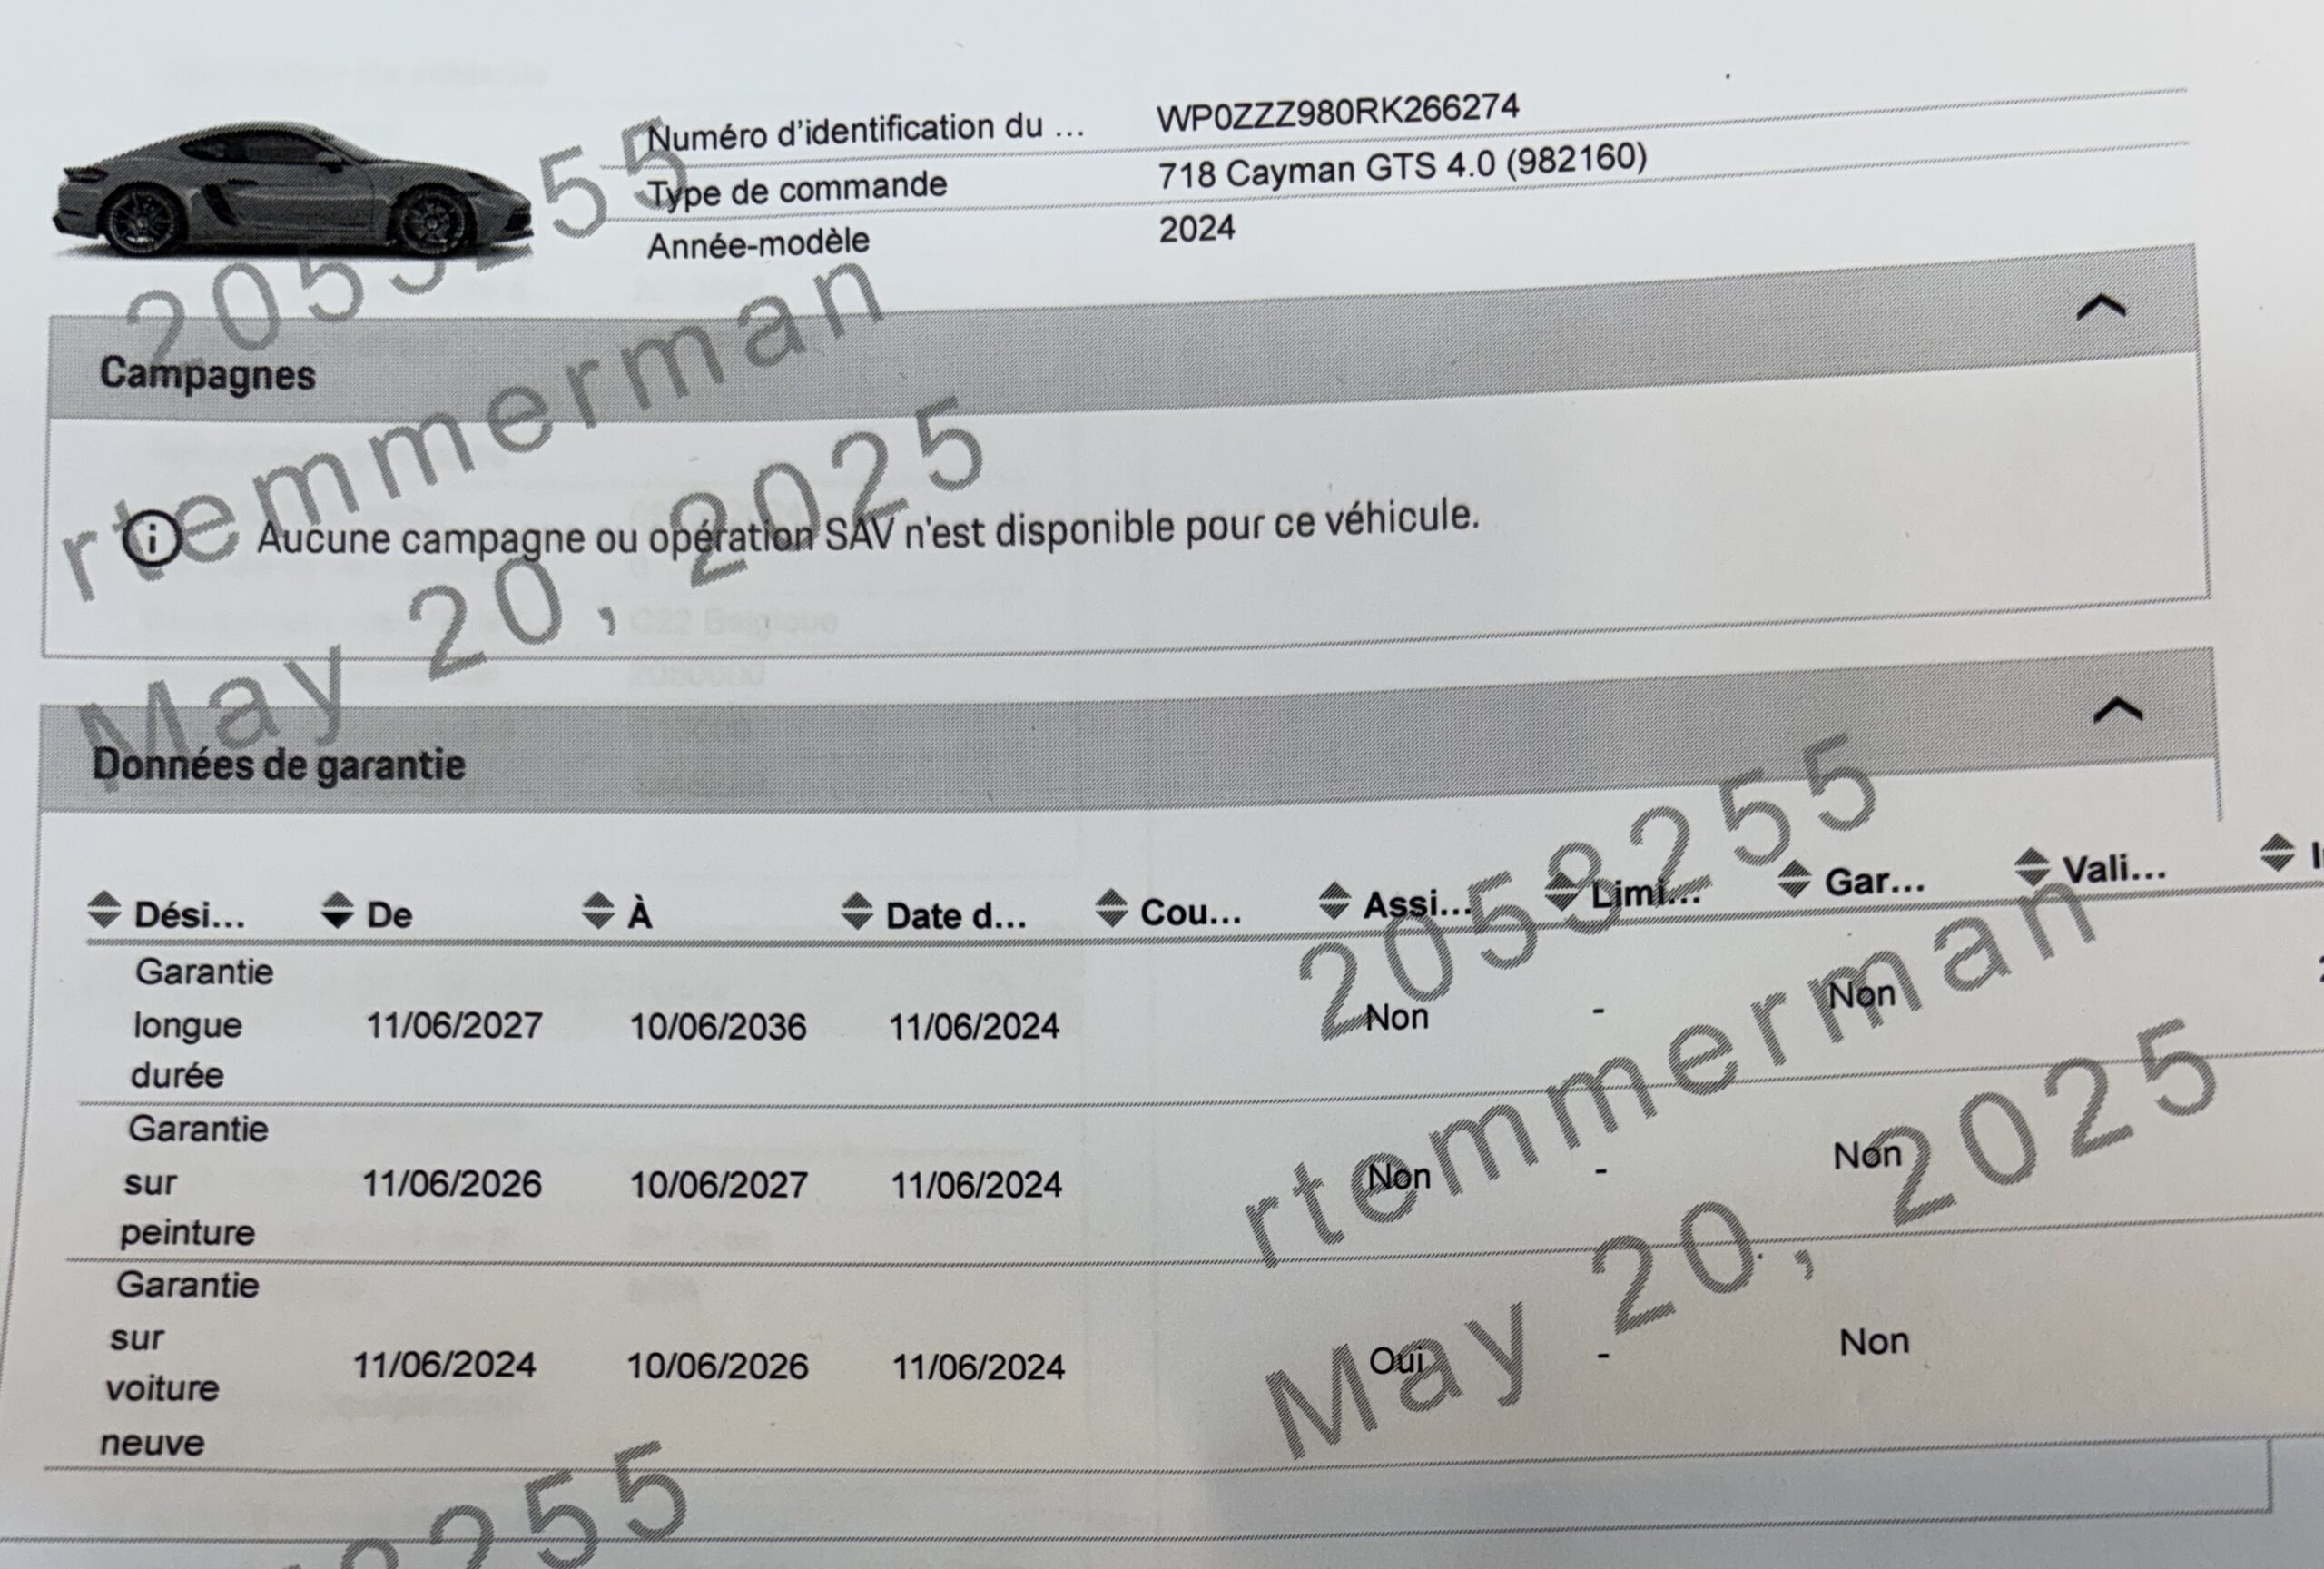 Numéro d'identification du ... WP0ZZZ980RK266274
Type de commande 718 Cayman GTS 4.0 (982160)
Année-modèle 2024
55
rtemmerman
May 20, 2025
Campagnes
Aucune campagne ou opération SAV n'est disponible pour ce véhicule.
Données de garantie
Dési... De À Date d... Cou... Assi... Limi... Gar... Vali...
Garantie
longue 11/06/2027 10/06/2036 11/06/2024 Non - Non
durée
Garantie
sur 11/06/2026 10/06/2027 11/06/2024 Non - Non
peinture
Garantie
sur
voiture 11/06/2024 10/06/2026 11/06/2024 Oui - Non
neuve
2058255
rtemmerman
May 20, 2025
255